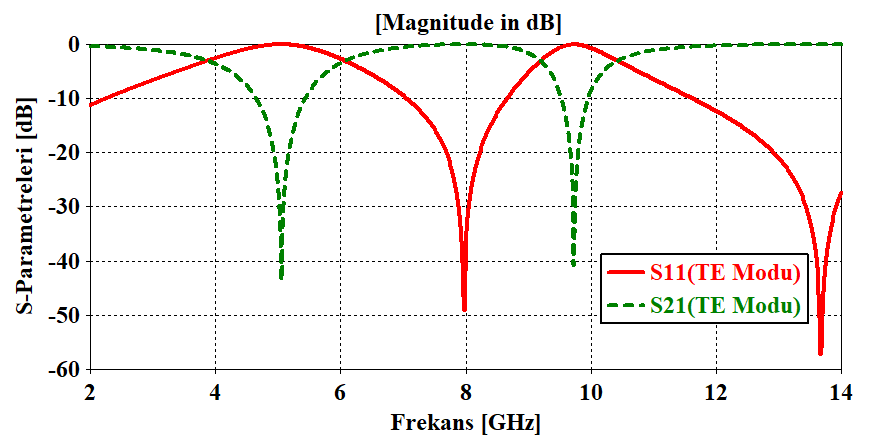 [Magnitude in dB]
S-Parametreleri [dB]
0
-10
-20
-30
-40
-50
-60
S11(TE Modu)
S21(TE Modu)
2 4 6 8 10 12 14
Frekans [GHz]